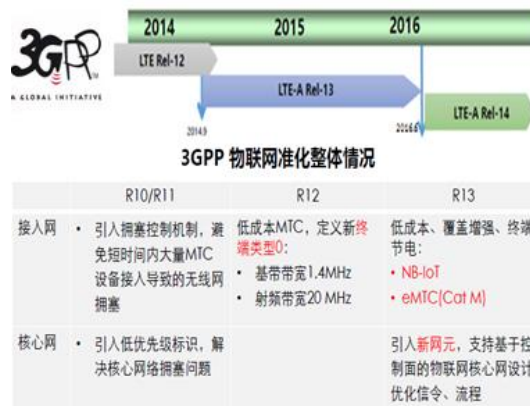 2014 2015 2016
3GPP TM
A GLOBAL INITIATIVE
LTE Rel-12
LTE-A Rel-13
LTE-A Rel-14
2014.9
2016.6
3GPP 物联网准化整体情况
R10/R11 R12 R13
接入网
• 引入拥塞控制机制，避
免短时间内大量MTC
设备接入导致的无线网
拥塞
低成本MTC，定义新终
端类型0：
• 基带带宽1.4MHz
• 射频带宽20 MHz
低成本、覆盖增强、终端
节电：
• NB-IoT
• eMTC(Cat M)
核心网
• 引入低优先级标识，解
决核心网络拥塞问题
引入新网元，支持基于控
制面的物联网核心网设计
优化信令、流程